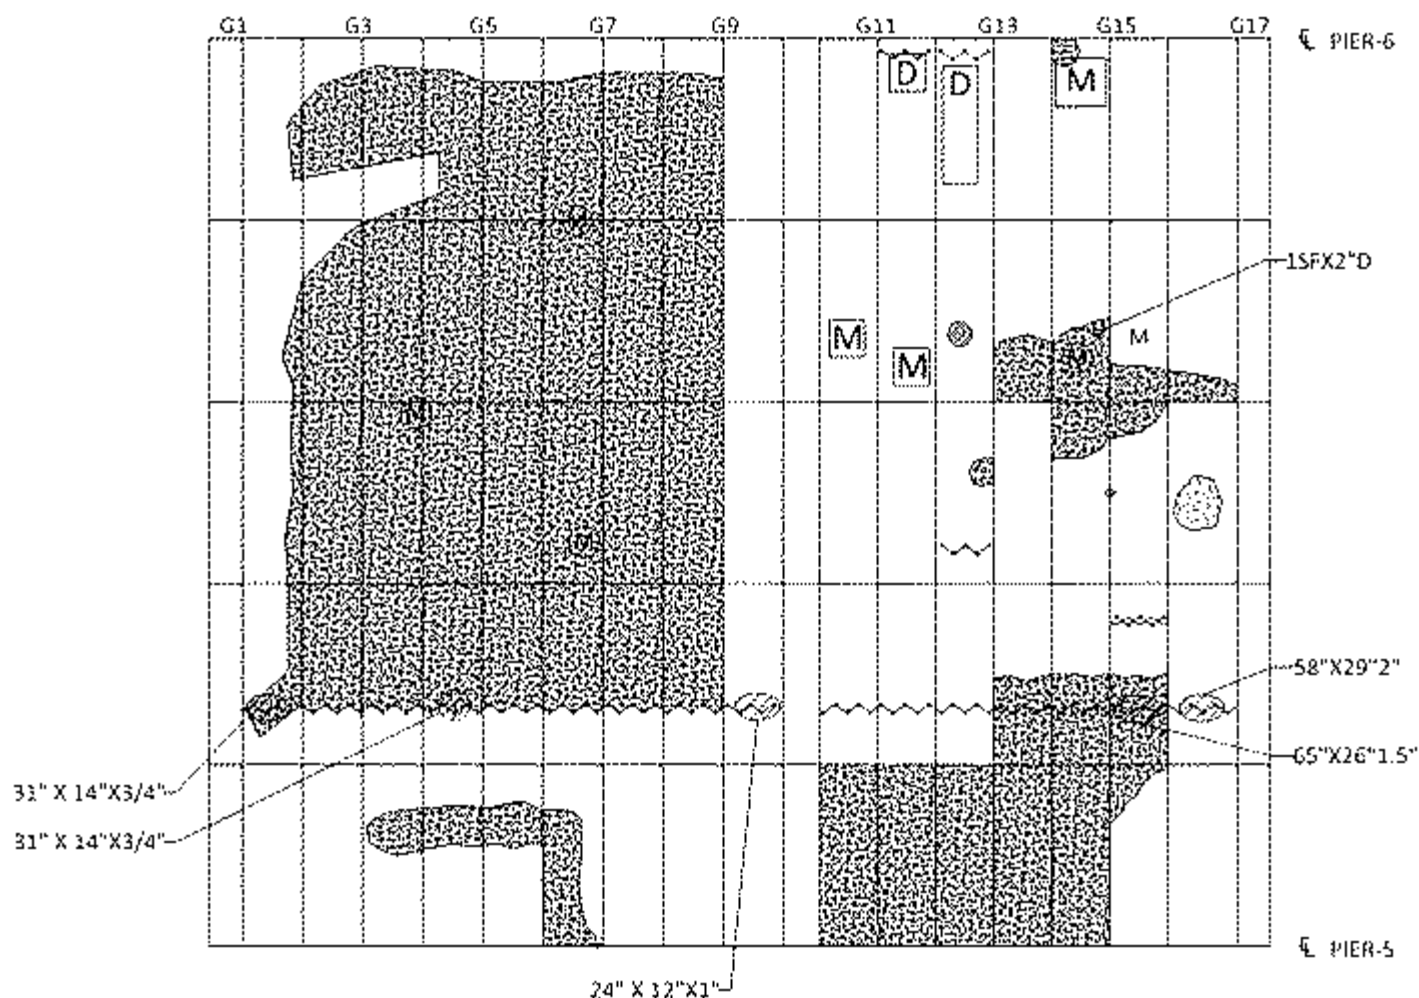 G1 G3 G5 G7 G9 G11 G13 G15 G17
℄ PIER-6
D D M
M
1SFX2"D
M M D M M
M
M
58"X29"2"
65"X26"1.5"
31" X 14"X3/4"
31" X 14"X3/4"
℄ PIER-5
24" X 12"X1"